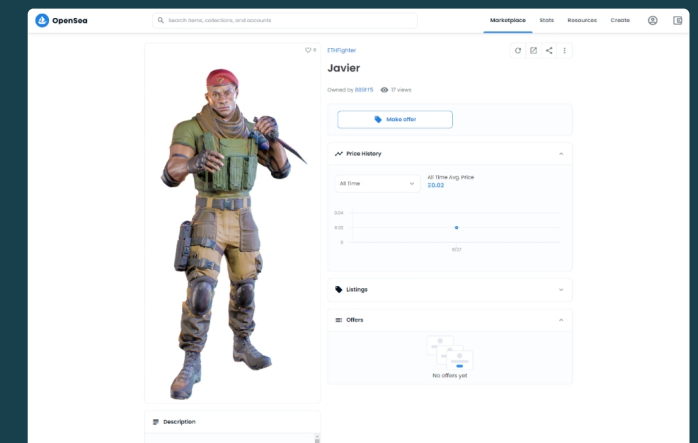 OpenSea
Search items, collections, and accounts
Marketplace
Stats
Resources
Create
ETHFighter
Javier
Owned by
17 views
Make offer
Price History
All Time
All Time Avg. Price
0
Listings
Offers
No offers yet
Description